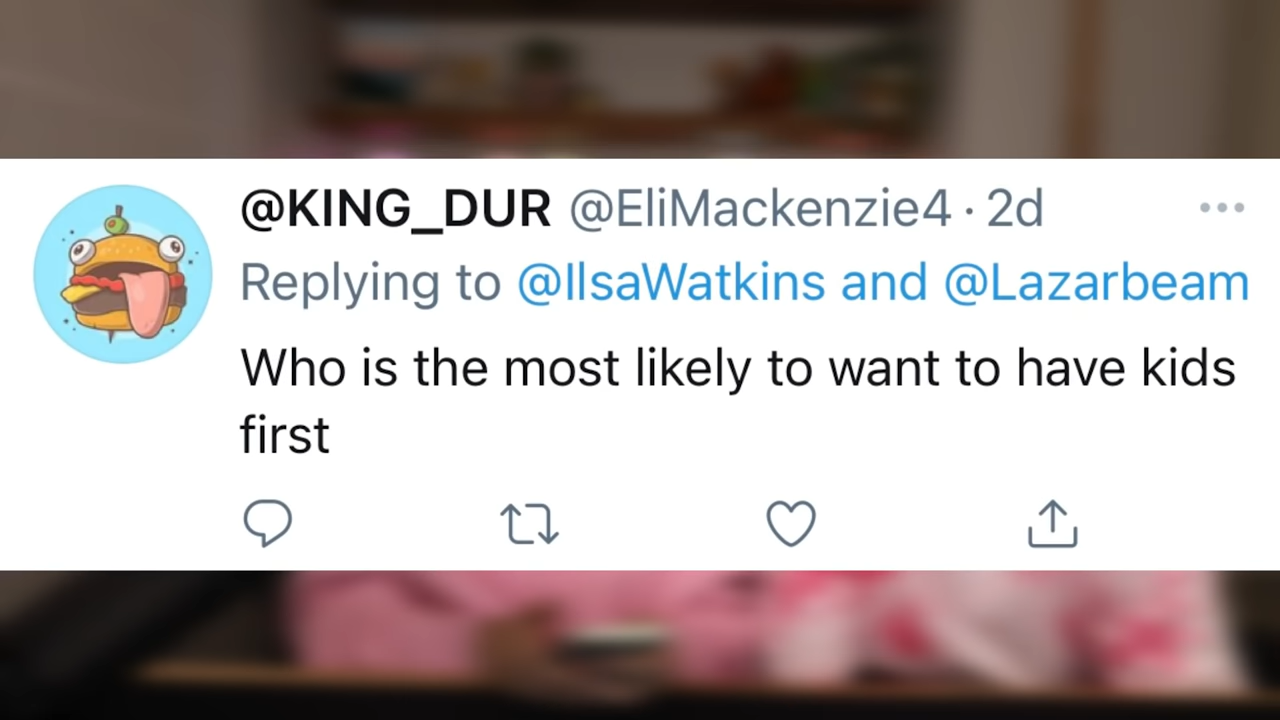 @KING_DUR @EliMackenzie4 · 2d
Replying to @IlsaWatkins and @Lazarbeam
Who is the most likely to want to have kids
first